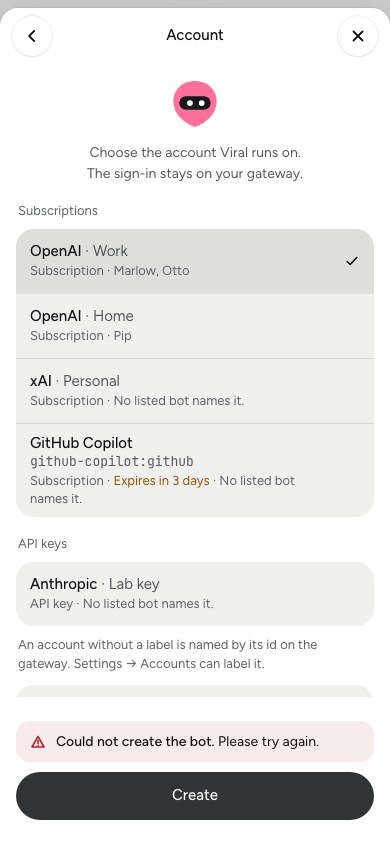 Account
Choose the account Viral runs on.
The sign-in stays on your gateway.
Subscriptions
OpenAI · Work
Subscription · Marlow, Otto
OpenAI · Home
Subscription · Pip
xAI · Personal
Subscription · No listed bot names it.
GitHub Copilot
github-copilot:github
Subscription · Expires in 3 days · No listed bot
names it.
API keys
Anthropic · Lab key
API key · No listed bot names it.
An account without a label is named by its id on the
gateway. Settings → Accounts can label it.
Could not create the bot. Please try again.
Create